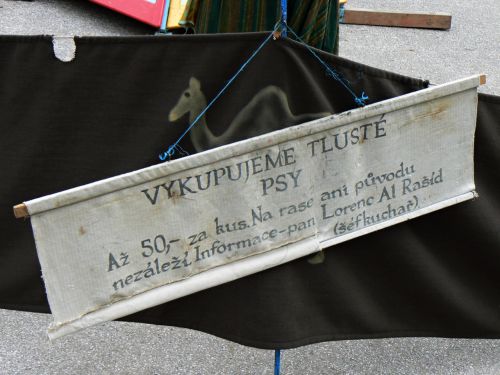 VYKUPUJEME TLUSTÉ
PSY
Až 50,- za kus. Na rase ani původu
nezáleží. Informace-pan Lorenc Al Rašíd
(šéfkuchař)